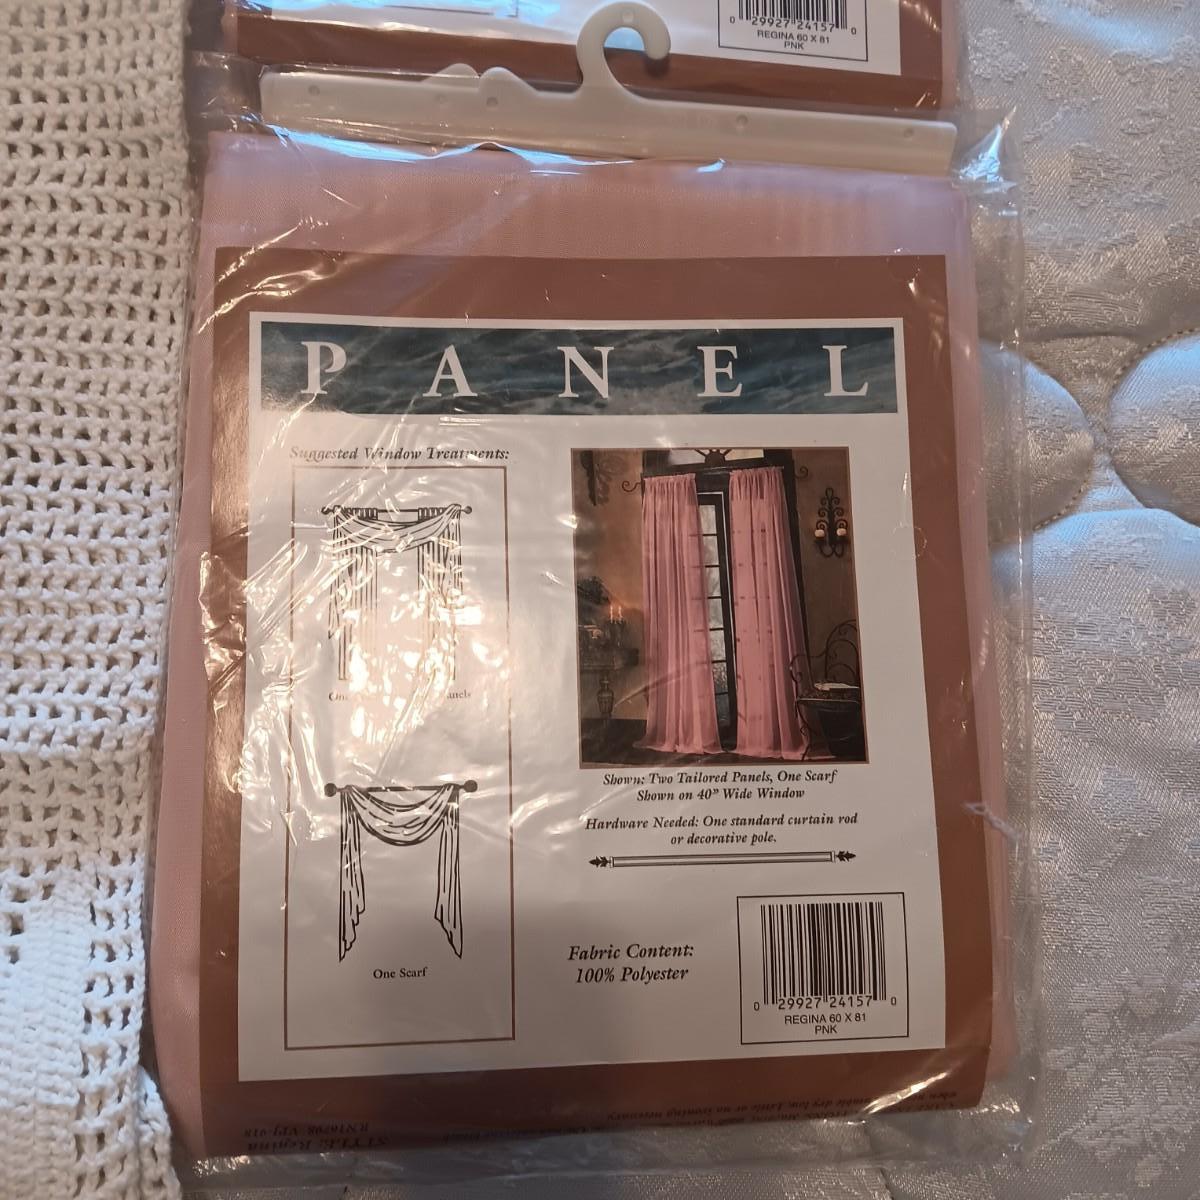 0 29927 24157 0
REGINA 60 X 81
PNK
PANEL
Suggested Window Treatments:
One Scarf
Shown: Two Tailored Panels, One Scarf
Shown on 40" Wide Window
Hardware Needed: One standard curtain rod
or decorative pole.
Fabric Content:
100% Polyester
0 29927 24157 0
REGINA 60 X 81
PNK
STYLE: Regina